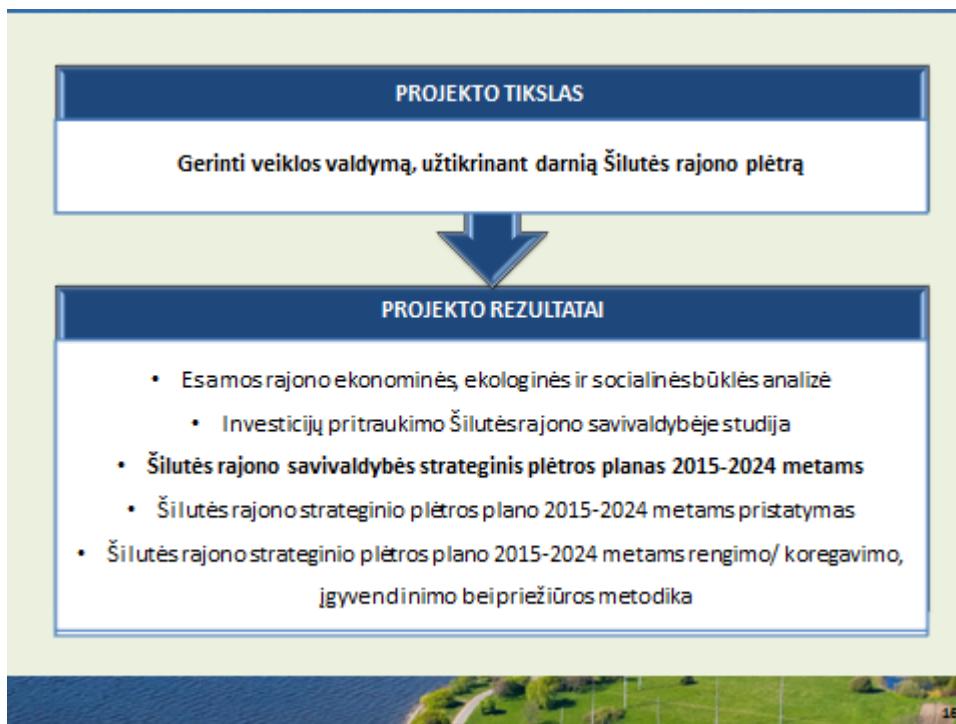 PROJEKTO TIKSLAS
Gerinti veiklos valdymą, užtikrinant darnią Šilutės rajono plėtrą
PROJEKTO REZULTATAI
• Esamos rajono ekonominės, ekologinės ir socialinės būklės analizė
• Investicijų pritraukimo Šilutės rajono savivaldybėje studija
• Šilutės rajono savivaldybės strateginis plėtros planas 2015-2024 metams
• Šilutės rajono strateginio plėtros plano 2015-2024 metams pristatymas
• Šilutės rajono strateginio plėtros plano 2015-2024 metams rengimo/ koregavimo,
įgyvendinimo bei priežiūros metodika